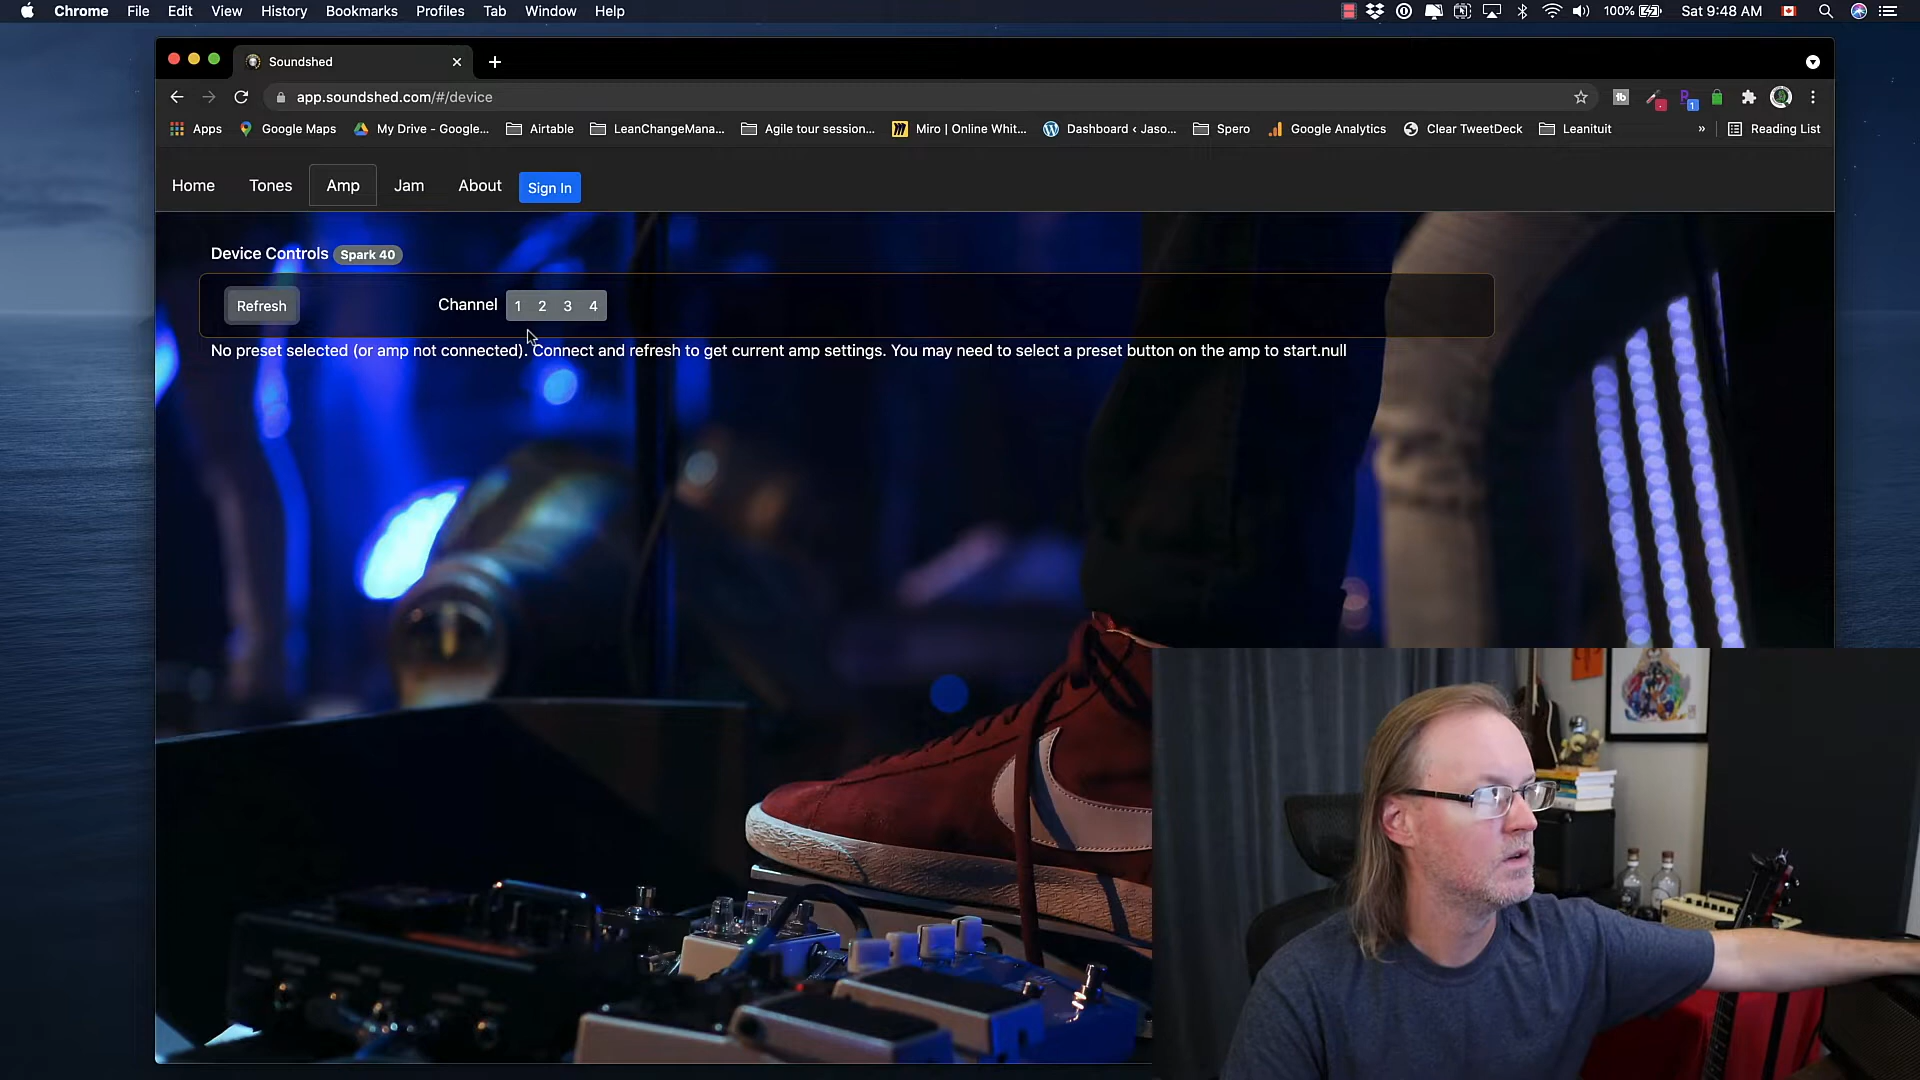 Chrome File Edit View History Bookmarks Profiles Tab Window Help 100% Sat 9:48 AM
Soundshed
app.soundshed.com/#/device
Apps Google Maps My Drive - Google... Airtable LeanChangeMana... Agile tour session... Miro | Online Whit... Dashboard ‹ Jaso... Spero Google Analytics Clear TweetDeck Leanituit » Reading List
Home Tones Amp Jam About Sign In
Device Controls Spark 40
Refresh Channel 1 2 3 4
No preset selected (or amp not connected). Connect and refresh to get current amp settings. You may need to select a preset button on the amp to start.null